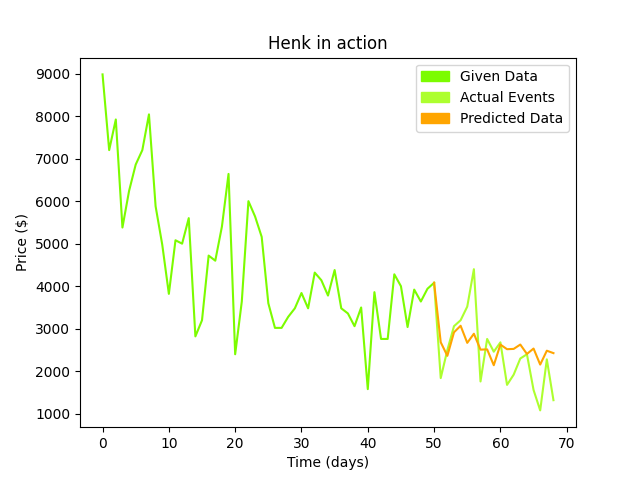 Henk in action
Given Data
Actual Events
Predicted Data
Price ($)
9000
8000
7000
6000
5000
4000
3000
2000
1000
0 10 20 30 40 50 60 70
Time (days)